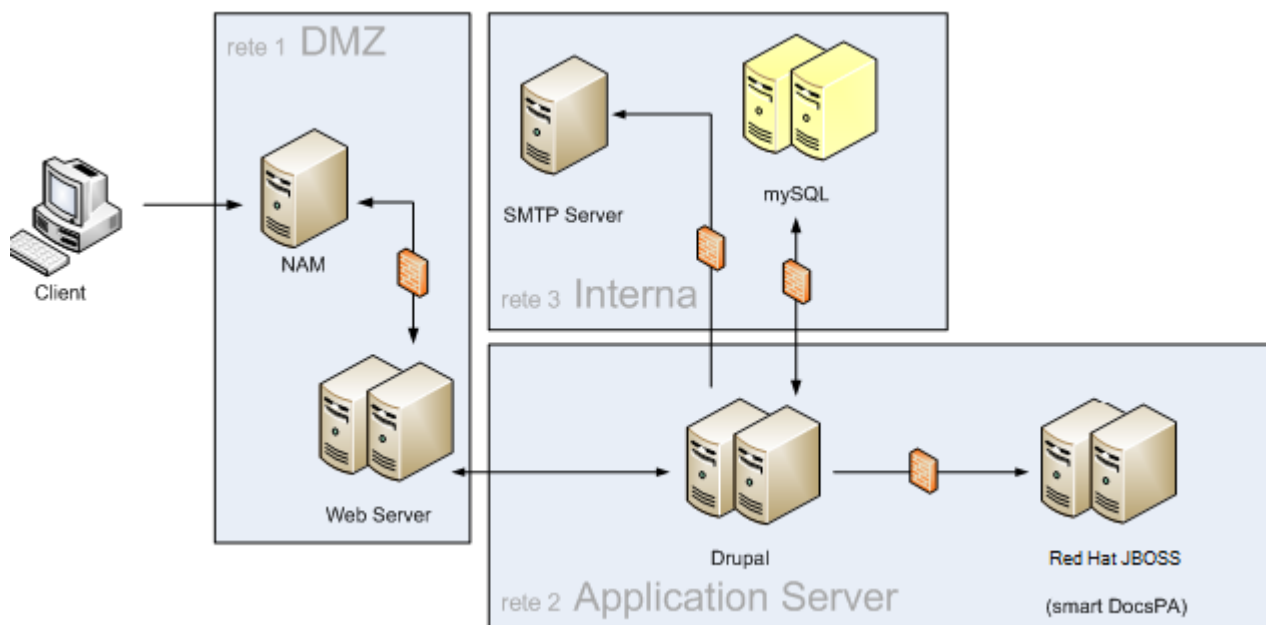 rete 1 DMZ
NAM
Client
Web Server
SMTP Server
mySQL
rete 3 Interna
Drupal
Red Hat JBOSS
(smart DocsPA)
rete 2 Application Server